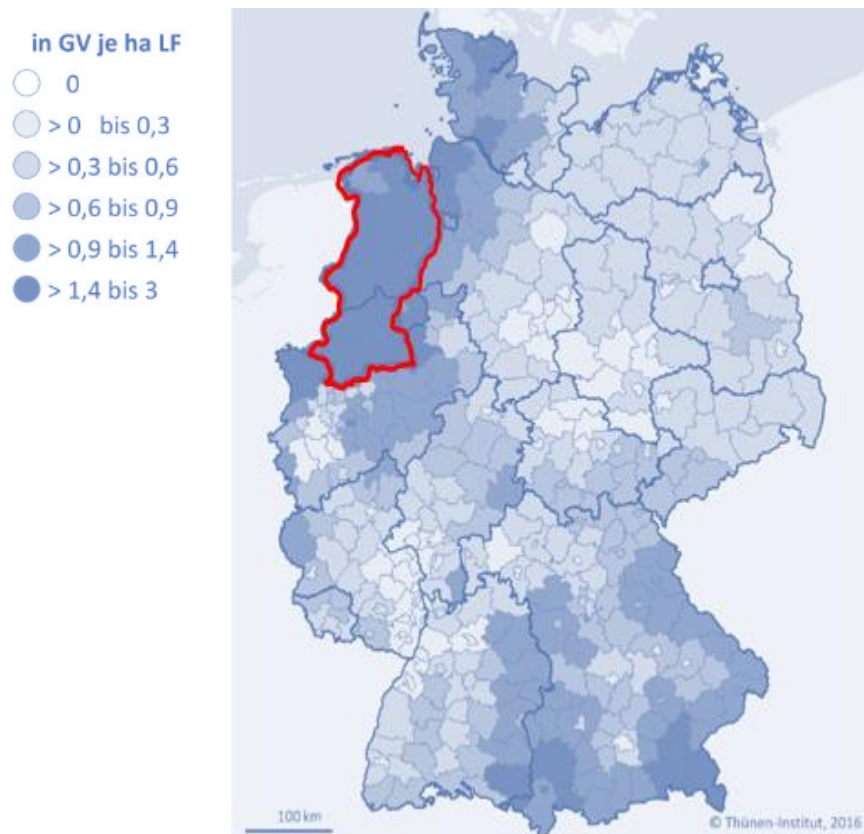 in GV je ha LF
0
> 0 bis 0,3
> 0,3 bis 0,6
> 0,6 bis 0,9
> 0,9 bis 1,4
> 1,4 bis 3
100 km
© Thünen-Institut, 2016